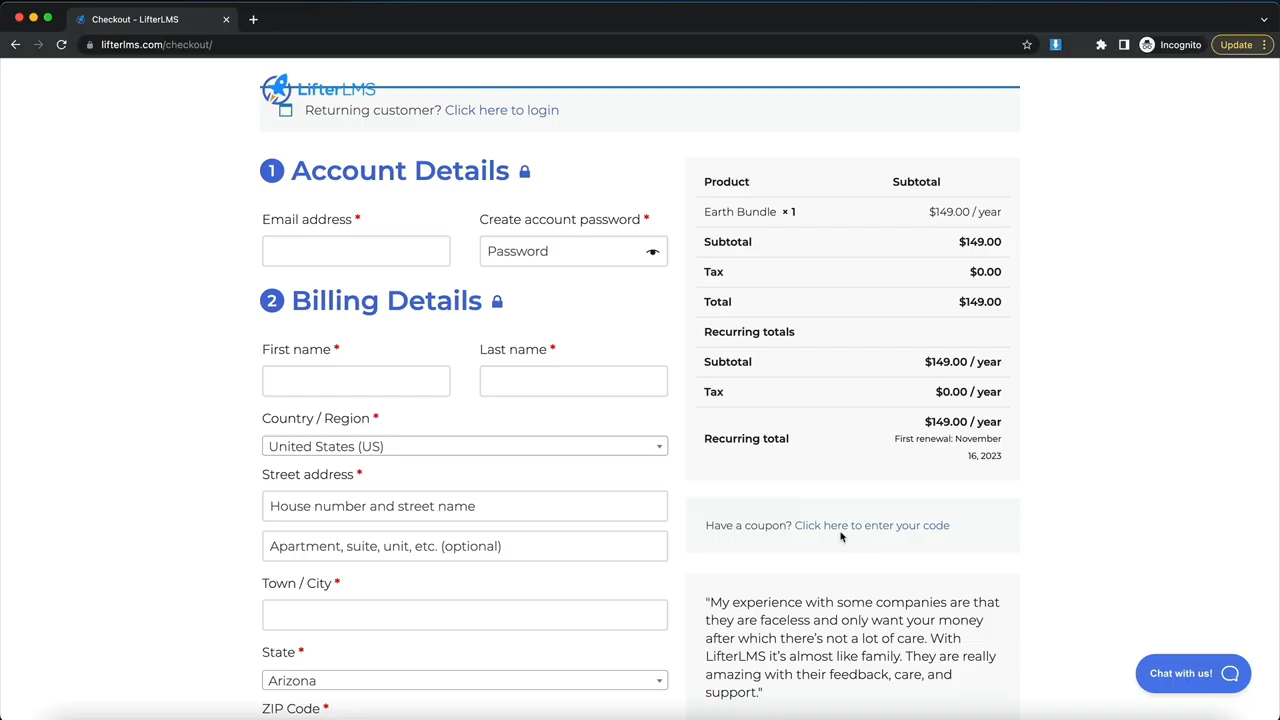 Checkout - LifterLMS
lifterlms.com/checkout/
Incognito
Update
LifterLMS
Returning customer? Click here to login
1 Account Details
Email address *
Create account password *
Password
2 Billing Details
First name *
Last name *
Country / Region *
United States (US)
Street address *
House number and street name
Apartment, suite, unit, etc. (optional)
Town / City *
State *
Arizona
ZIP Code *
Product Subtotal
Earth Bundle × 1 $149.00 / year
Subtotal $149.00
Tax $0.00
Total $149.00
Recurring totals
Subtotal $149.00 / year
Tax $0.00 / year
Recurring total $149.00 / year
First renewal: November
16, 2023
Have a coupon? Click here to enter your code
"My experience with some companies are that
they are faceless and only want your money
after which there's not a lot of care. With
LifterLMS it's almost like family. They are really
amazing with their feedback, care, and
support."
Chat with us!